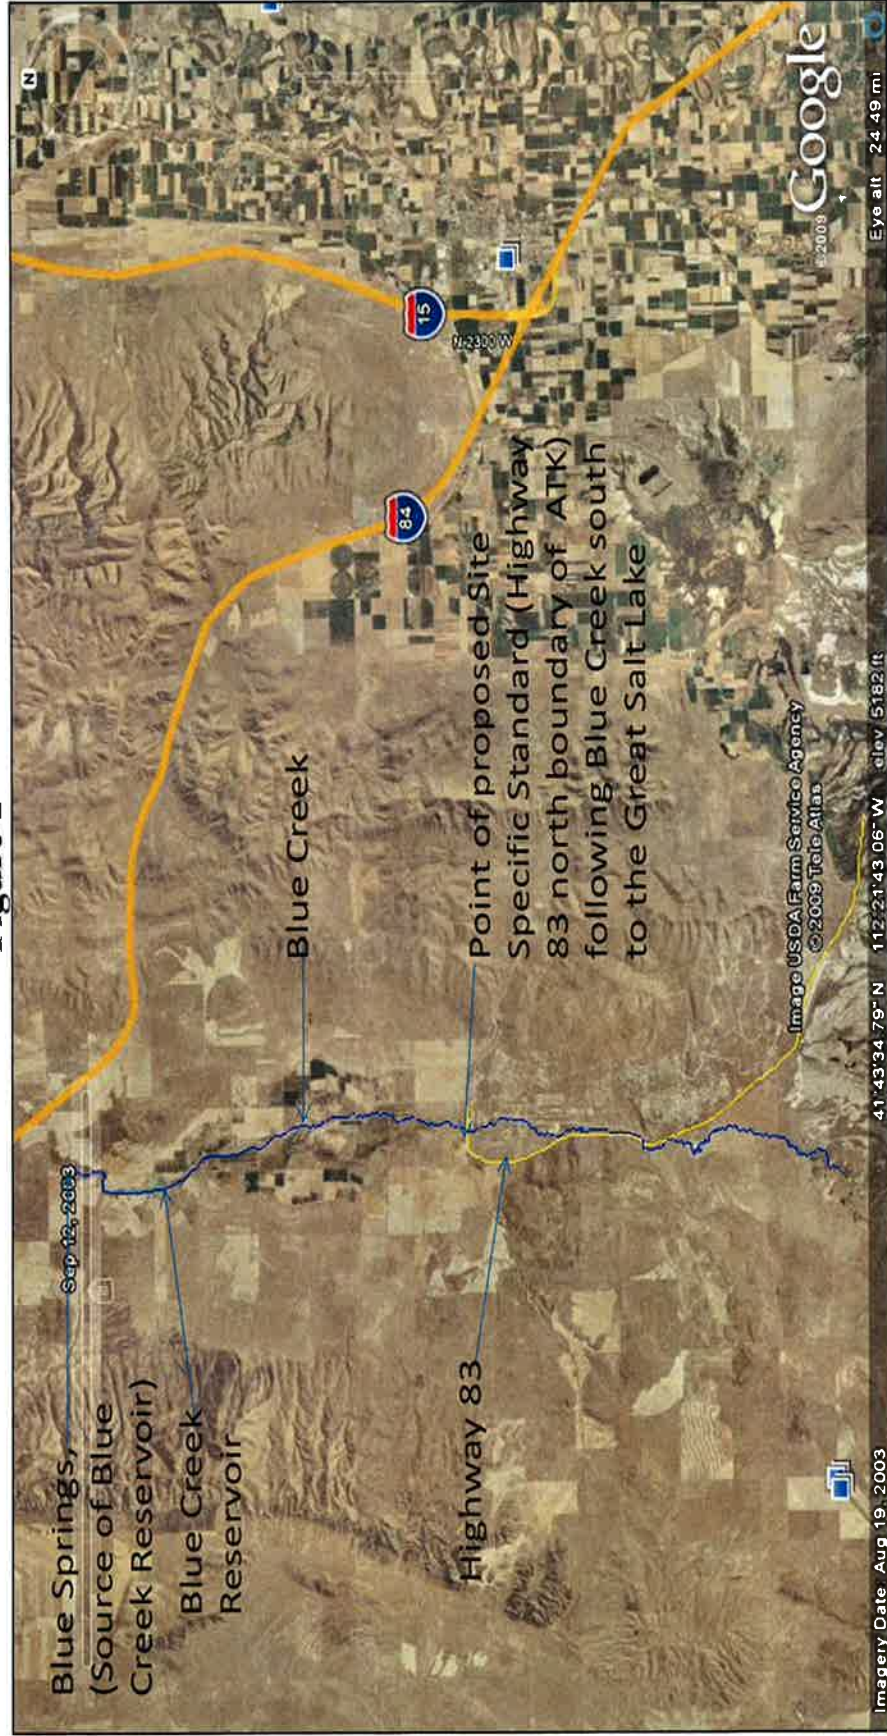 Blue Springs,
(Source of Blue
Creek Reservoir)
Blue Creek
Reservoir
Sep 12, 2003
Blue Creek
Highway 83
Point of proposed Site
Specific Standard (Highway
83 north boundary of ATK)
following Blue Creek south
to the Great Salt Lake
84
15
N 2300 W
N
Image USDA Farm Service Agency
© 2009 Tele Atlas
©2009 Google
Imagery Date: Aug 19, 2003
41°43'34.79" N 112°21'43.06" W elev 5182 ft
Eye alt 24.49 mi